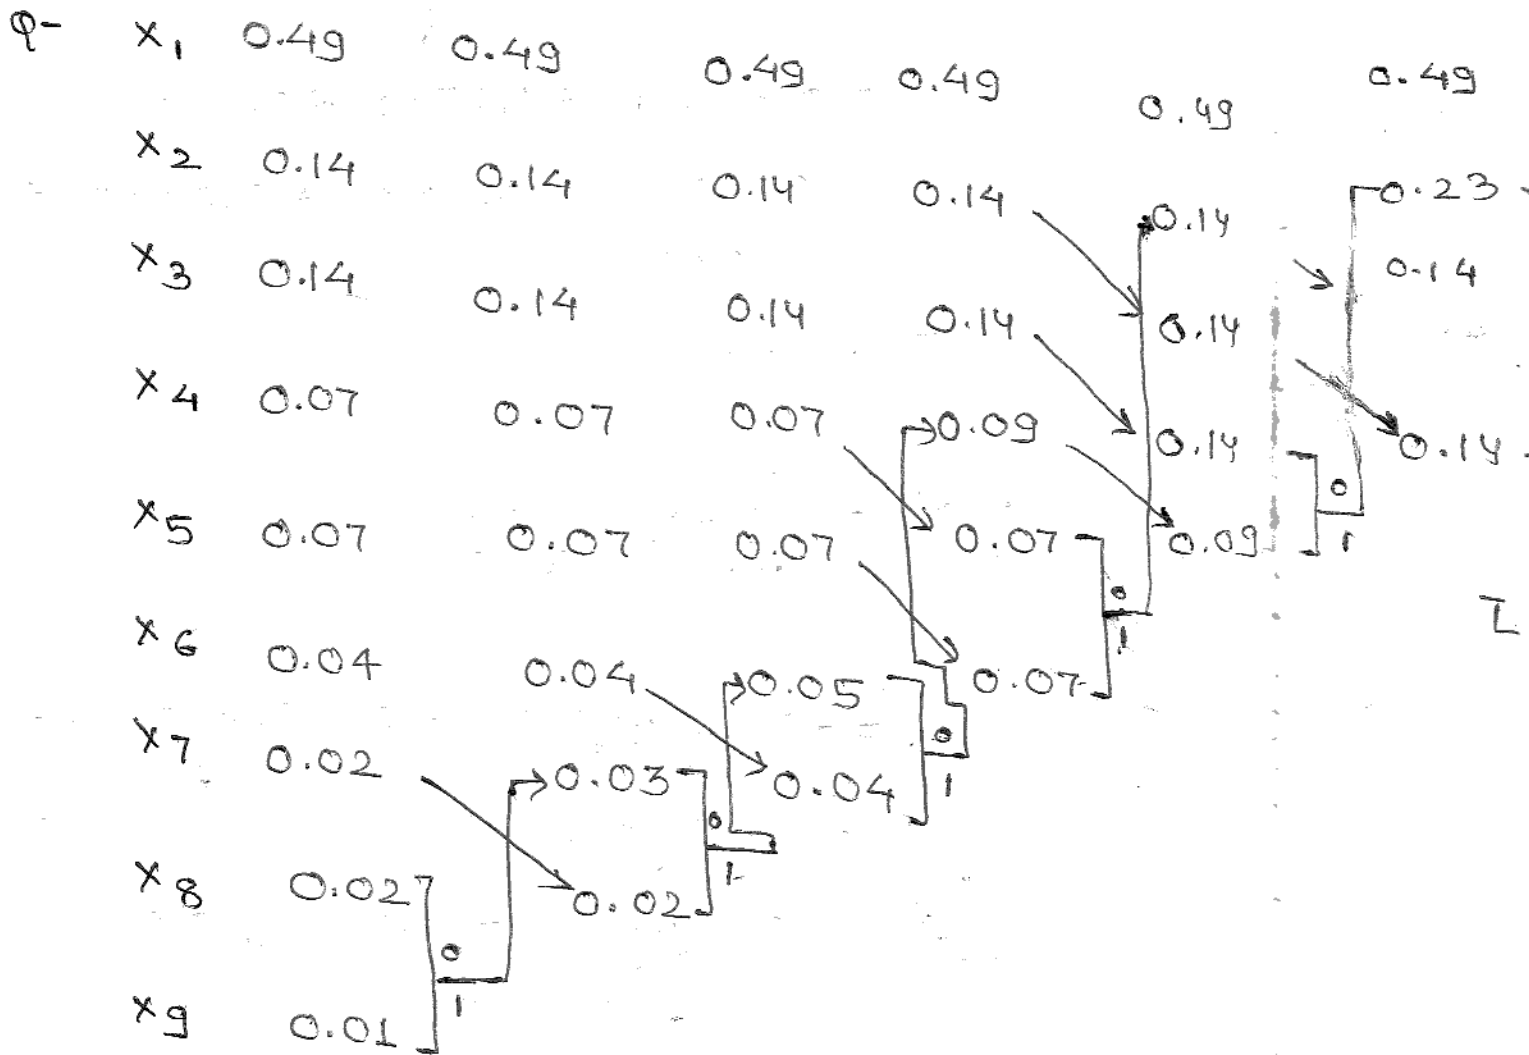 Q- X1 0.49 0.49 0.49 0.49 0.49 0.49
X2 0.14 0.14 0.14 0.14 0.14 0.23
X3 0.14 0.14 0.14 0.14 0.14 0.14
X4 0.07 0.07 0.07 0.09 0.14 0.14
X5 0.07 0.07 0.07 0.07 0.09 0 1
X6 0.04 0.04 0.05 0.07 0 1
X7 0.02 0.03 0.04 0 1
X8 0.02 0.02 0 1
X9 0.01 0 1